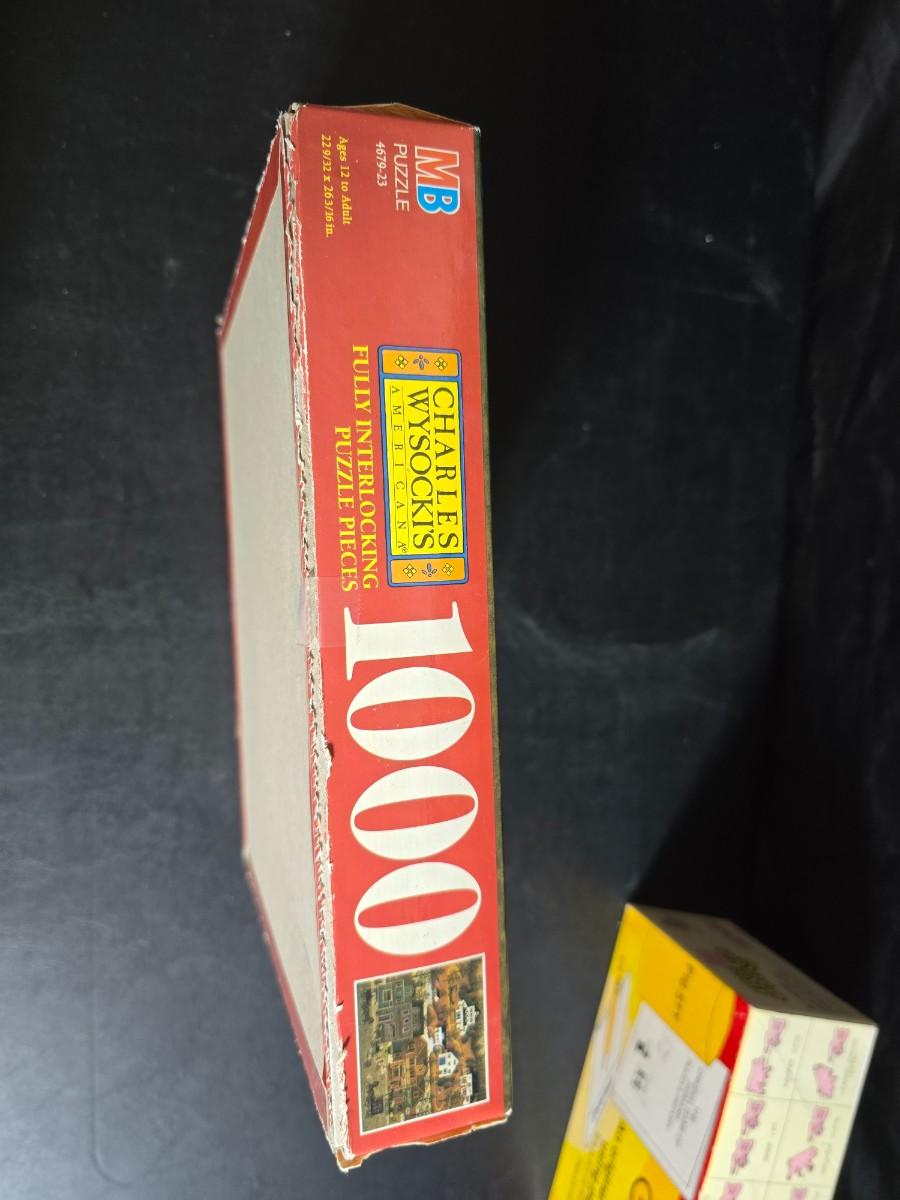 MB
PUZZLE
4679-23
Ages 12 to Adult
22 9/32 x 26 3/16 in.
CHARLES
WYSOCKI'S
AMERICANA®
FULLY INTERLOCKING
PUZZLE PIECES
1000